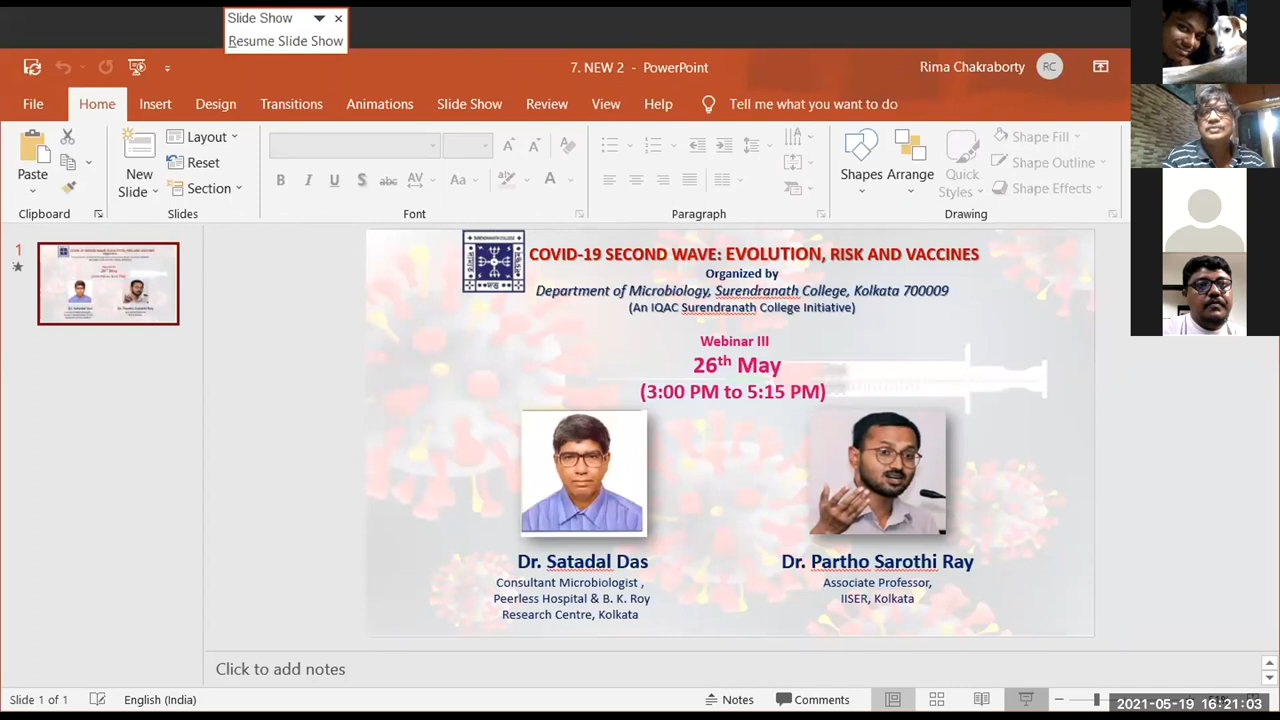 Slide Show
Resume Slide Show
7. NEW 2 - PowerPoint
Rima Chakraborty
RC
File
Home
Insert
Design
Transitions
Animations
Slide Show
Review
View
Help
Tell me what you want to do
Paste
New
Slide
Layout
Reset
Section
B I U S abc AV Aa A
Shapes
Arrange
Quick
Styles
Shape Fill
Shape Outline
Shape Effects
Clipboard
Slides
Font
Paragraph
Drawing
1
SURENDRANATH COLLEGE
COVID-19 SECOND WAVE: EVOLUTION, RISK AND VACCINES
Organized by
Department of Microbiology, Surendranath College, Kolkata 700009
(An IQAC Surendranath College Initiative)
Webinar III
26th May
(3:00 PM to 5:15 PM)
Dr. Satadal Das
Consultant Microbiologist ,
Peerless Hospital & B. K. Roy
Research Centre, Kolkata
Dr. Partho Sarothi Ray
Associate Professor,
IISER, Kolkata
Click to add notes
Slide 1 of 1
English (India)
Notes
Comments
2021-05-19 16:21:03